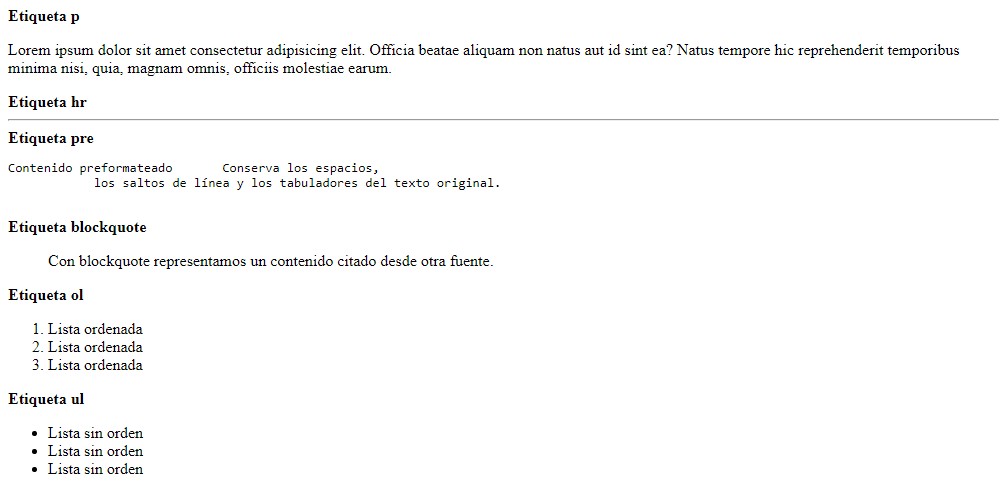 Etiqueta p
Lorem ipsum dolor sit amet consectetur adipisicing elit. Officia beatae aliquam non natus aut id sint ea? Natus tempore hic reprehenderit temporibus
minima nisi, quia, magnam omnis, officiis molestiae earum.
Etiqueta hr
Etiqueta pre
Contenido preformateado       Conserva los espacios,
            los saltos de línea y los tabuladores del texto original.
Etiqueta blockquote
Con blockquote representamos un contenido citado desde otra fuente.
Etiqueta ol
1. Lista ordenada
2. Lista ordenada
3. Lista ordenada
Etiqueta ul
• Lista sin orden
• Lista sin orden
• Lista sin orden